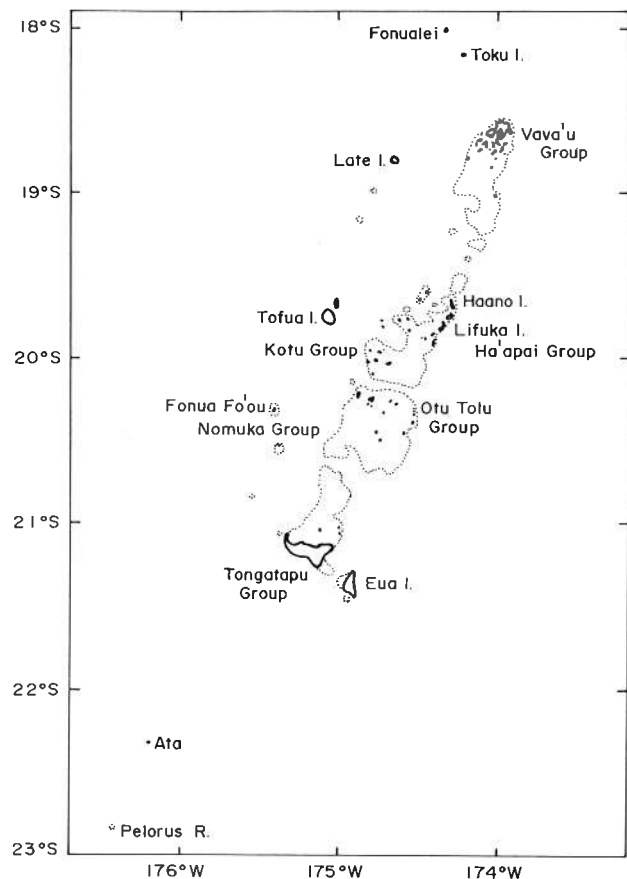 18°S
Fonualei
Toku I.
Vava'u
Group
19°S
Late I.
Haano I.
Tofua I.
Lifuka I.
Kotu Group
Ha'apai Group
20°S
Fonua Fo'ou
Otu Tolu
Group
Nomuka Group
21°S
Tongatapu
Group
Eua I.
22°S
Ata
Pelorus R.
23°S
176°W
175°W
174°W